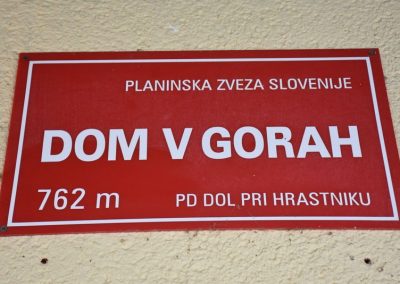 PLANINSKA ZVEZA SLOVENIJE
DOM V GORAH
762 m PD DOL PRI HRASTNIKU